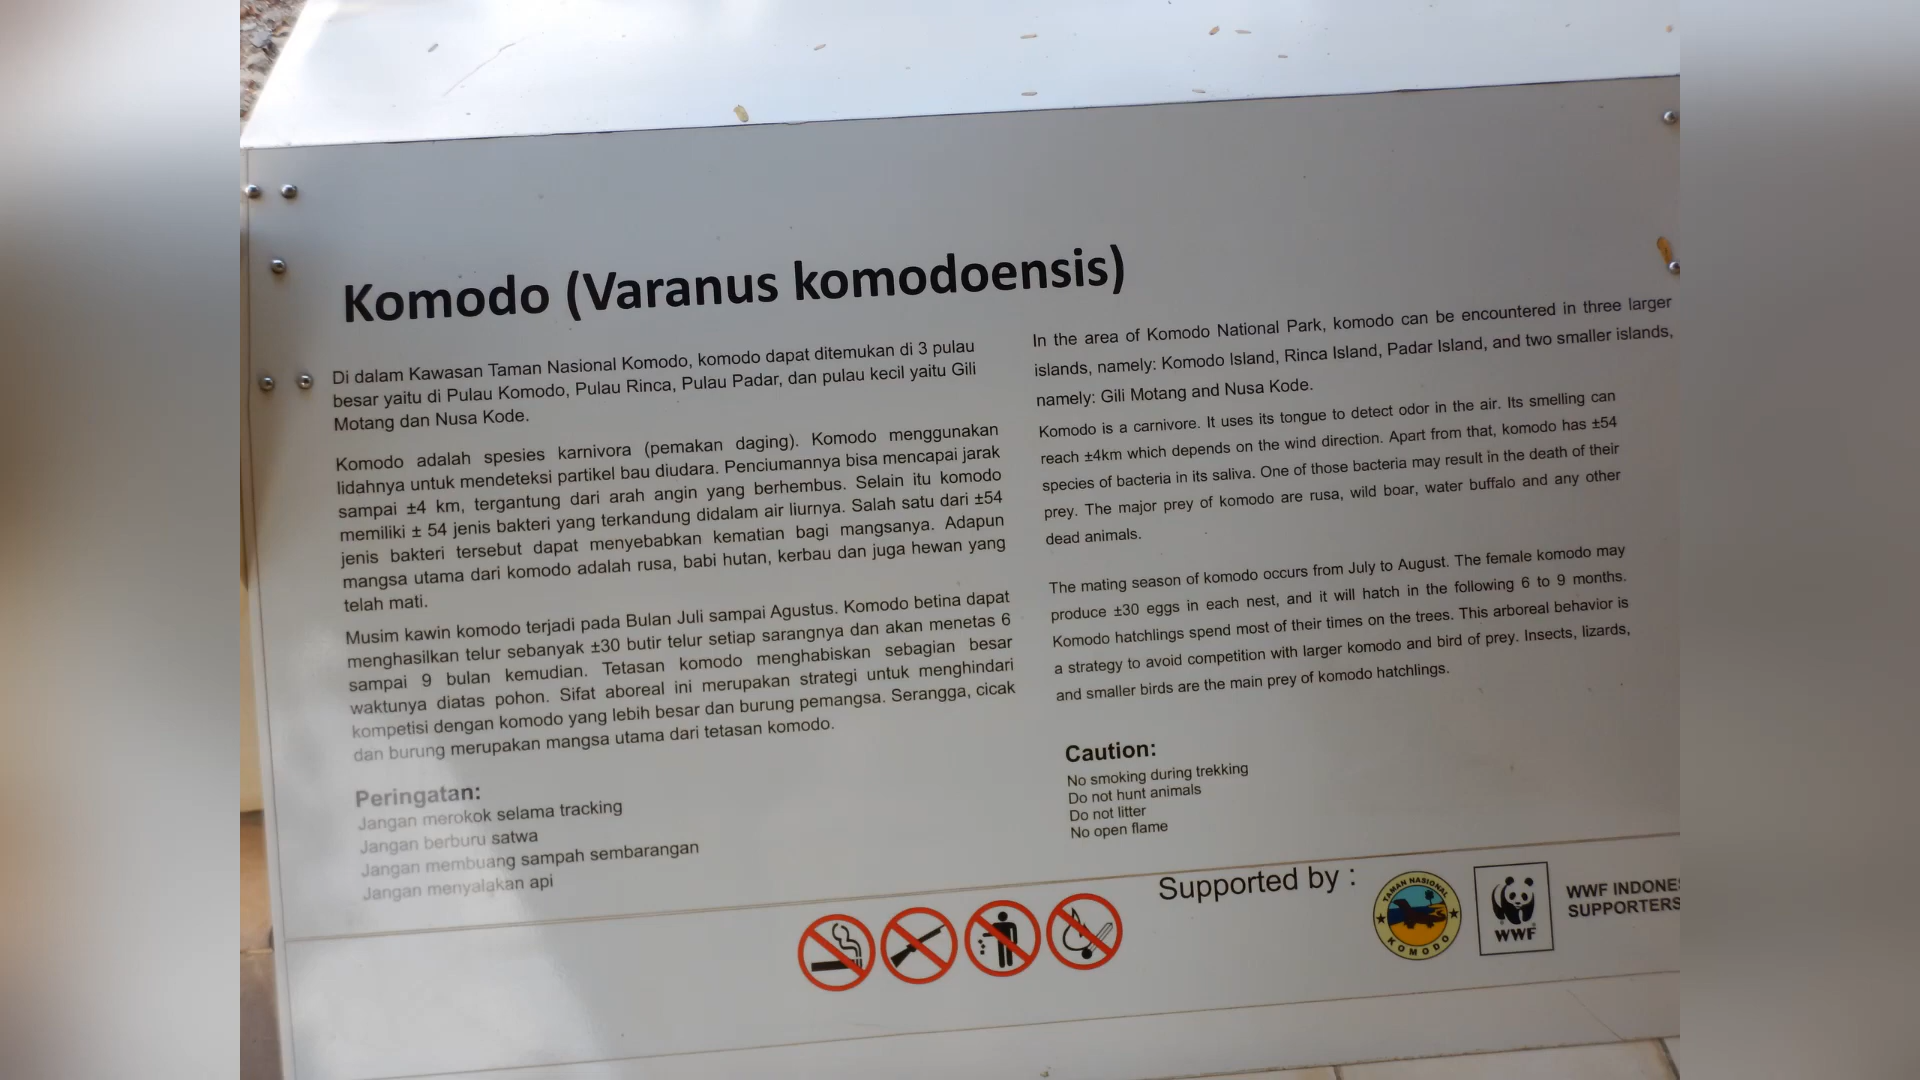 Komodo (Varanus komodoensis)
Di dalam Kawasan Taman Nasional Komodo, komodo dapat ditemukan di 3 pulau
besar yaitu di Pulau Komodo, Pulau Rinca, Pulau Padar, dan pulau kecil yaitu Gili
Motang dan Nusa Kode.
Komodo adalah spesies karnivora (pemakan daging). Komodo menggunakan
lidahnya untuk mendeteksi partikel bau diudara. Penciumannya bisa mencapai jarak
sampai ±4 km, tergantung dari arah angin yang berhembus. Selain itu komodo
memiliki ± 54 jenis bakteri yang terkandung didalam air liurnya. Salah satu dari ±54
jenis bakteri tersebut dapat menyebabkan kematian bagi mangsanya. Adapun
mangsa utama dari komodo adalah rusa, babi hutan, kerbau dan juga hewan yang
telah mati.
Musim kawin komodo terjadi pada Bulan Juli sampai Agustus. Komodo betina dapat
menghasilkan telur sebanyak ±30 butir telur setiap sarangnya dan akan menetas 6
sampai 9 bulan kemudian. Tetasan komodo menghabiskan sebagian besar
waktunya diatas pohon. Sifat aboreal ini merupakan strategi untuk menghindari
kompetisi dengan komodo yang lebih besar dan burung pemangsa. Serangga, cicak
dan burung merupakan mangsa utama dari tetasan komodo.
Peringatan:
Jangan merokok selama tracking
Jangan berburu satwa
Jangan membuang sampah sembarangan
Jangan menyalakan api
In the area of Komodo National Park, komodo can be encountered in three larger
islands, namely: Komodo Island, Rinca Island, Padar Island, and two smaller islands,
namely: Gili Motang and Nusa Kode.
Komodo is a carnivore. It uses its tongue to detect odor in the air. Its smelling can
reach ±4km which depends on the wind direction. Apart from that, komodo has ±54
species of bacteria in its saliva. One of those bacteria may result in the death of their
prey. The major prey of komodo are rusa, wild boar, water buffalo and any other
dead animals.
The mating season of komodo occurs from July to August. The female komodo may
produce ±30 eggs in each nest, and it will hatch in the following 6 to 9 months.
Komodo hatchlings spend most of their times on the trees. This arboreal behavior is
a strategy to avoid competition with larger komodo and bird of prey. Insects, lizards,
and smaller birds are the main prey of komodo hatchlings.
Caution:
No smoking during trekking
Do not hunt animals
Do not litter
No open flame
Supported by :
TAMAN NASIONAL
KOMODO
WWF
WWF INDONES
SUPPORTERS